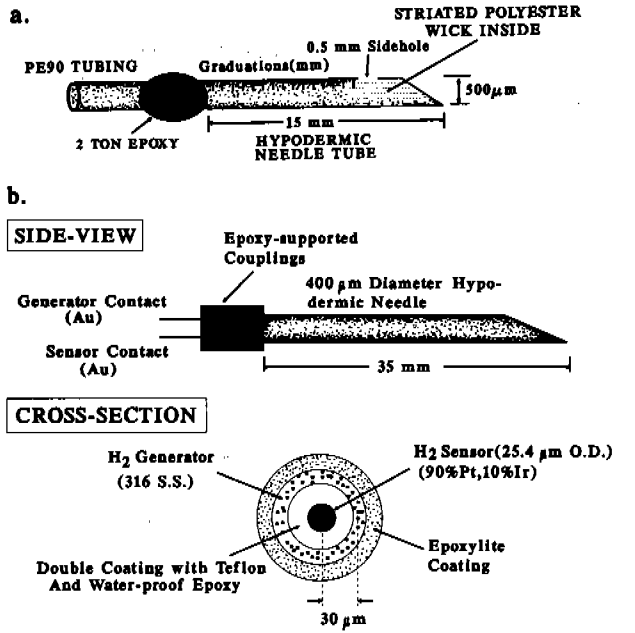 a.
STRIATED POLYESTER
WICK INSIDE
0.5 mm Sidehole
PE90 TUBING
Graduations(mm)
500μm
2 TON EPOXY
15 mm
HYPODERMIC
NEEDLE TUBE
b.
SIDE-VIEW
Epoxy-supported
Couplings
400 μm Diameter Hypo-
dermic Needle
Generator Contact
(Au)
Sensor Contact
(Au)
35 mm
CROSS-SECTION
H2 Generator
(316 S.S.)
H2 Sensor(25.4 μm O.D.)
(90%Pt,10%Ir)
Double Coating with Teflon
And Water-proof Epoxy
Epoxylite
Coating
30 μm